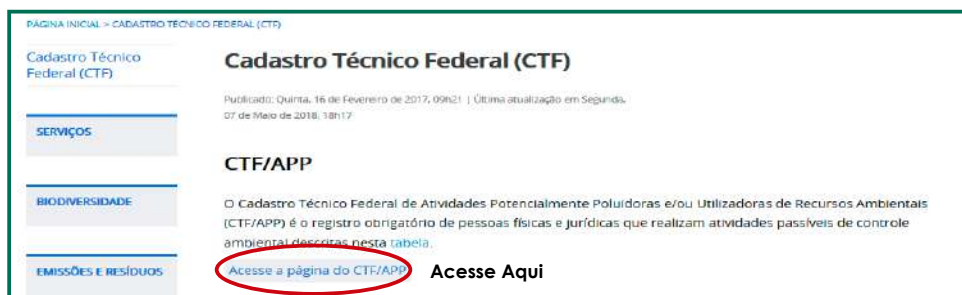 PÁGINA INICIAL > CADASTRO TÉCNICO FEDERAL (CTF)
Cadastro Técnico
Federal (CTF)
SERVIÇOS
BIODIVERSIDADE
EMISSÕES E RESÍDUOS
Cadastro Técnico Federal (CTF)
Publicado: Quinta, 16 de Fevereiro de 2017, 09h21 | Última atualização em Segunda,
07 de Maio de 2018, 18h17
CTF/APP
O Cadastro Técnico Federal de Atividades Potencialmente Poluidoras e/ou Utilizadoras de Recursos Ambientais
(CTF/APP) é o registro obrigatório de pessoas físicas e jurídicas que realizam atividades passíveis de controle
ambiental descritas nesta tabela.
Acesse a página do CTF/APP Acesse Aqui